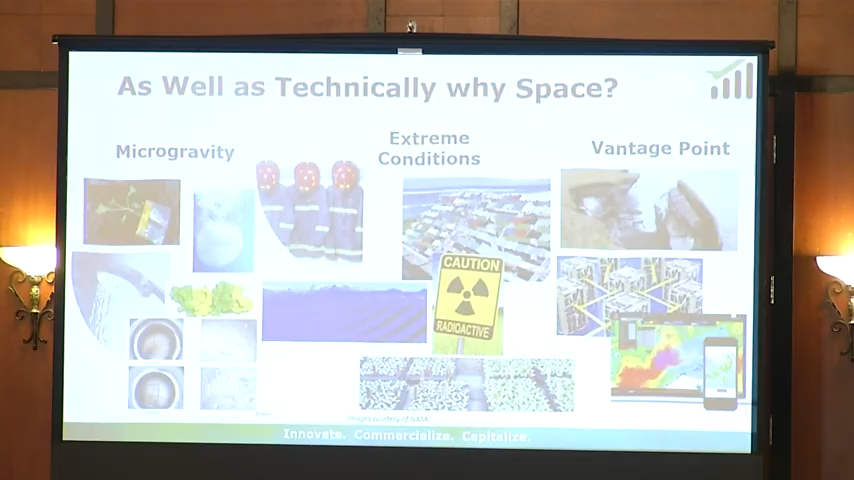 As Well as Technically why Space?
Microgravity
Extreme
Conditions
Vantage Point
CAUTION
RADIOACTIVE
Images courtesy of NASA
Innovate. Commercialize. Capitalize.